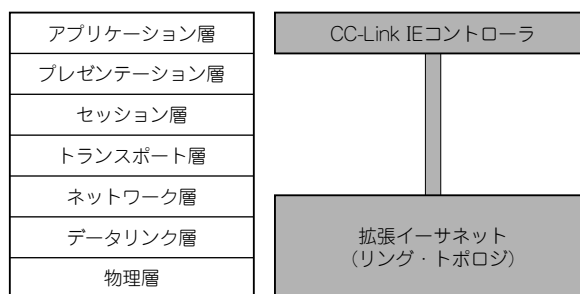 アプリケーション層
プレゼンテーション層
セッション層
トランスポート層
ネットワーク層
データリンク層
物理層
CC-Link IEコントローラ
拡張イーサネット
(リング・トポロジ)